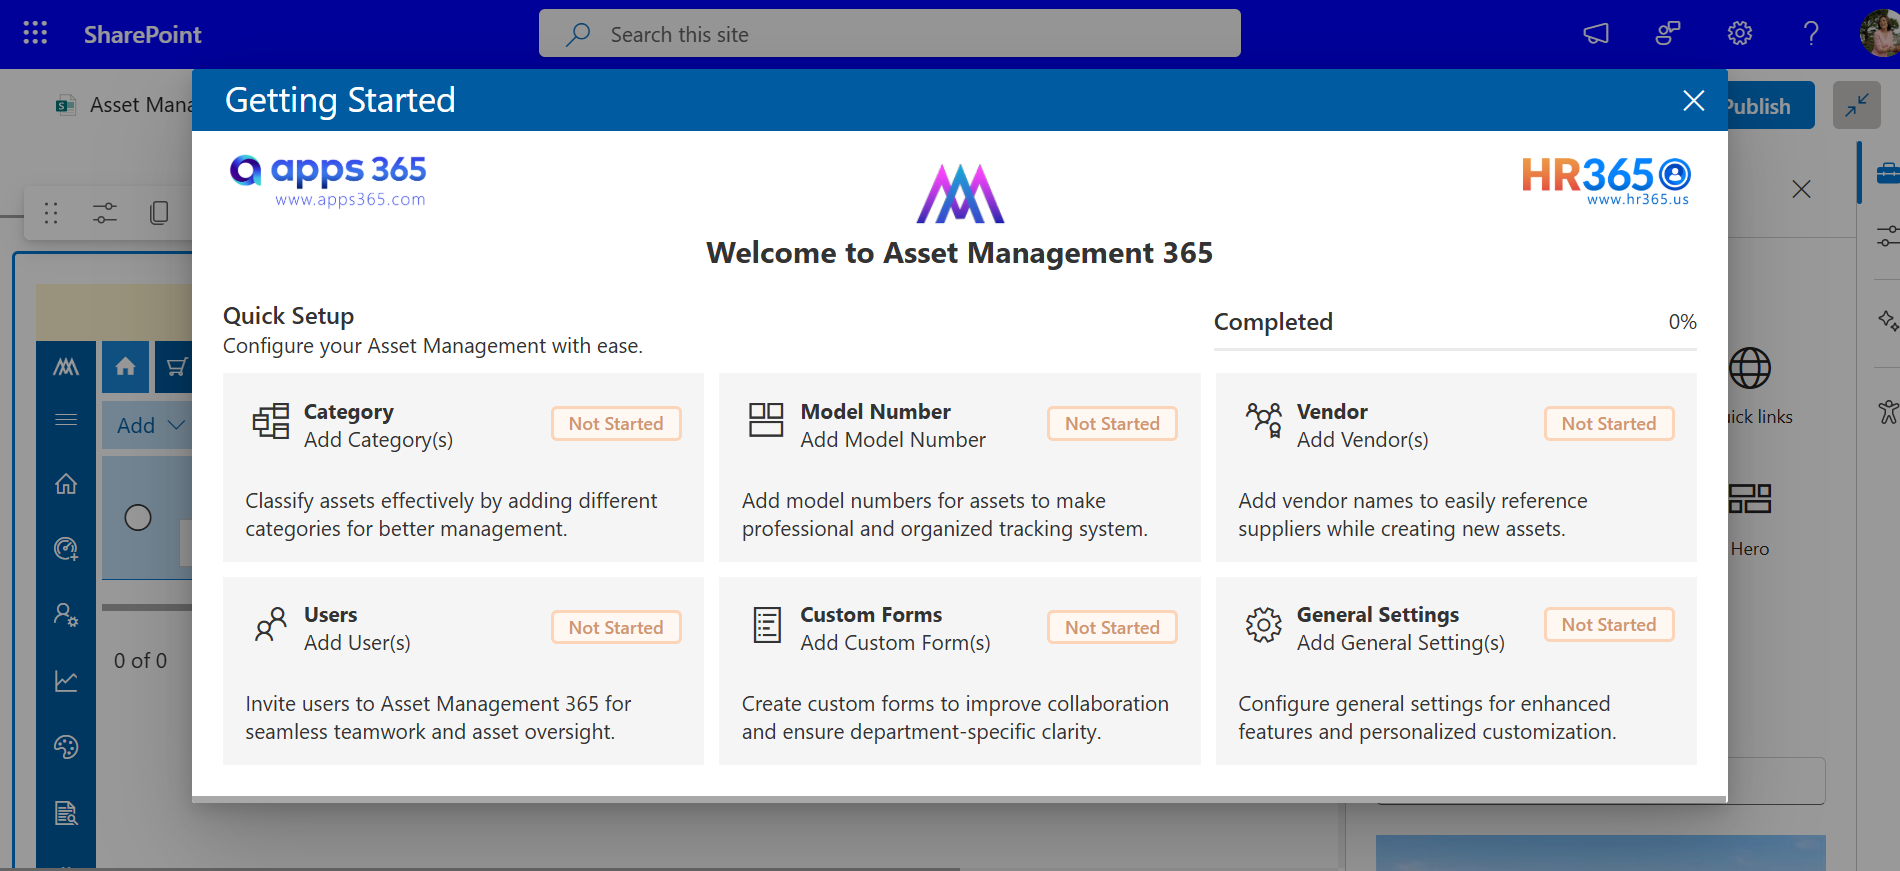 SharePoint
Search this site
Asset Mana
Getting Started
Publish
apps 365
www.apps365.com
HR365
www.hr365.us
Welcome to Asset Management 365
Quick Setup
Configure your Asset Management with ease.
Completed
0%
Category
Add Category(s)
Not Started
Classify assets effectively by adding different
categories for better management.
Model Number
Add Model Number
Not Started
Add model numbers for assets to make
professional and organized tracking system.
Vendor
Add Vendor(s)
Not Started
Add vendor names to easily reference
suppliers while creating new assets.
Users
Add User(s)
Not Started
Invite users to Asset Management 365 for
seamless teamwork and asset oversight.
Custom Forms
Add Custom Form(s)
Not Started
Create custom forms to improve collaboration
and ensure department-specific clarity.
General Settings
Add General Setting(s)
Not Started
Configure general settings for enhanced
features and personalized customization.
Add
0 of 0
ick links
Hero